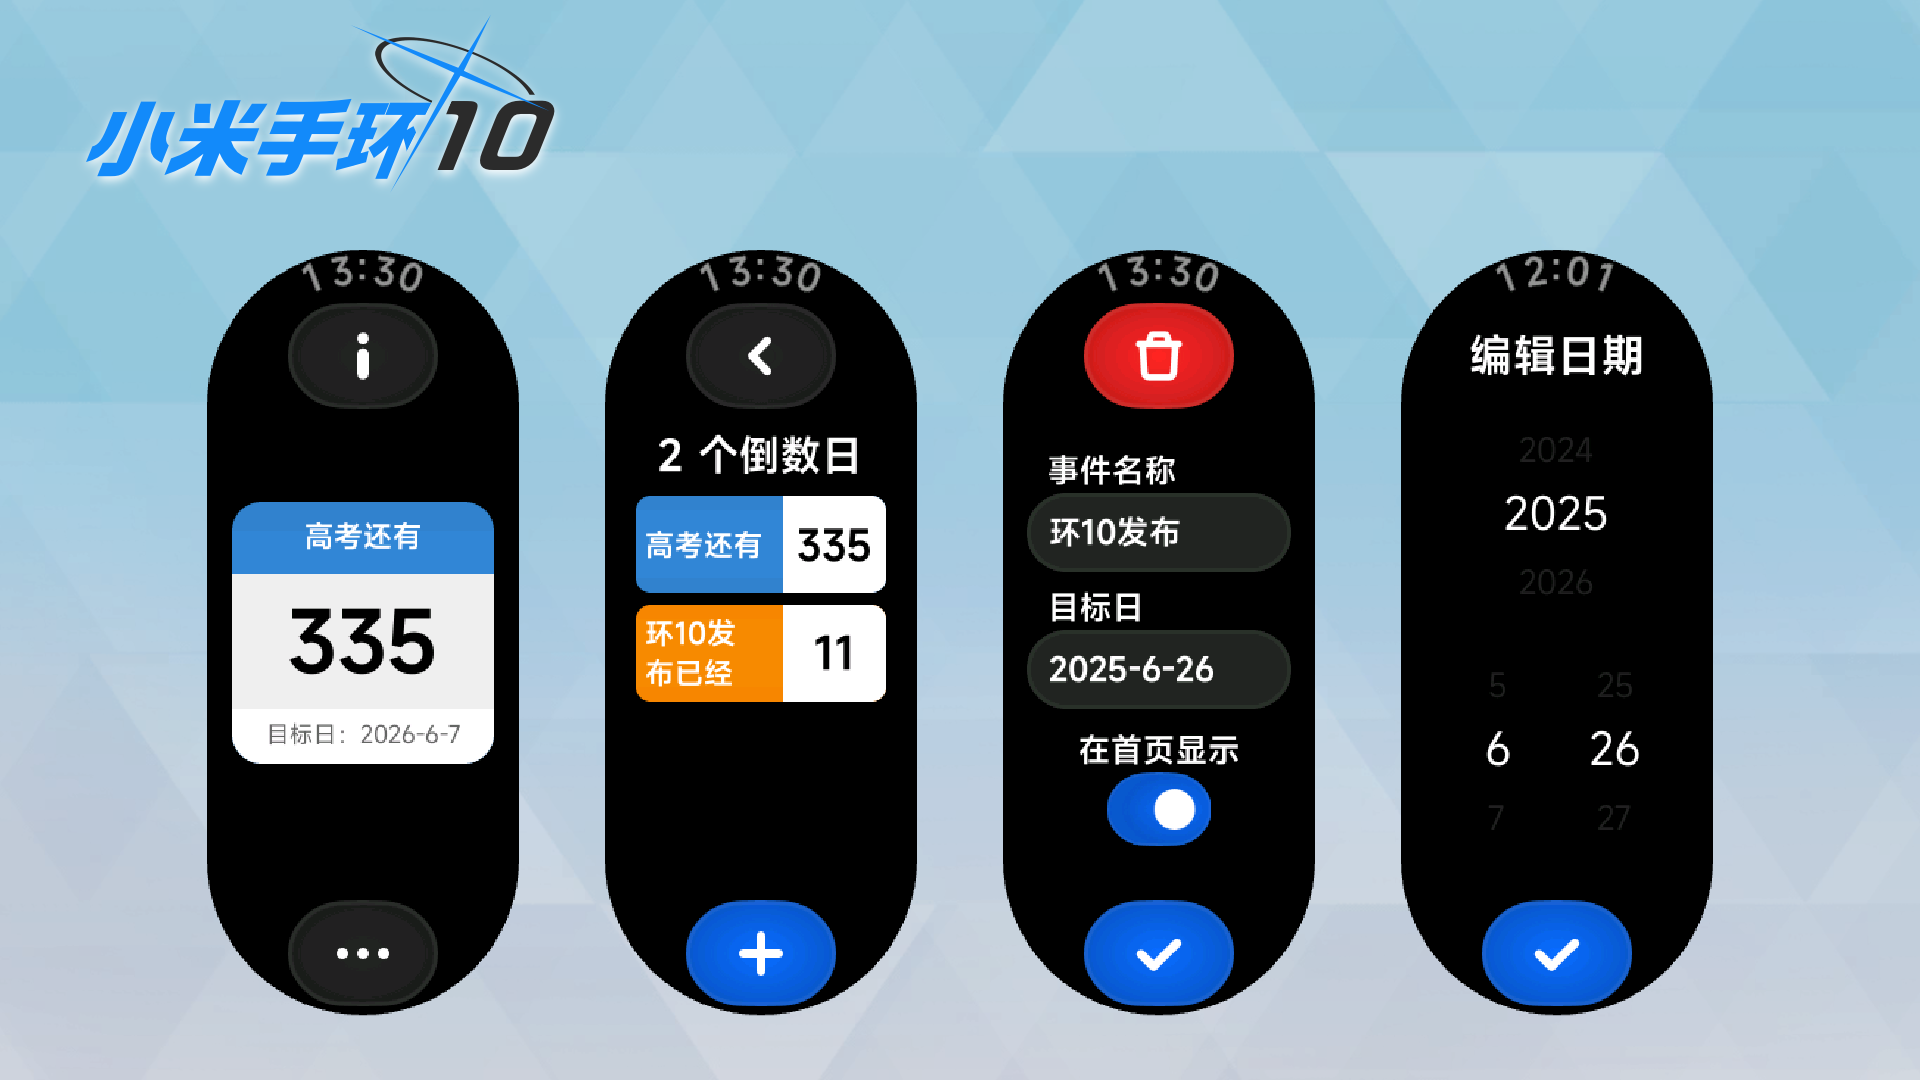 小米手环10
13:30
高考还有
335
目标日：2026-6-7
13:30
2 个倒数日
高考还有
335
环10发
布已经
11
13:30
事件名称
环10发布
目标日
2025-6-26
在首页显示
12:01
编辑日期
2024
2025
2026
5 25
6 26
7 27